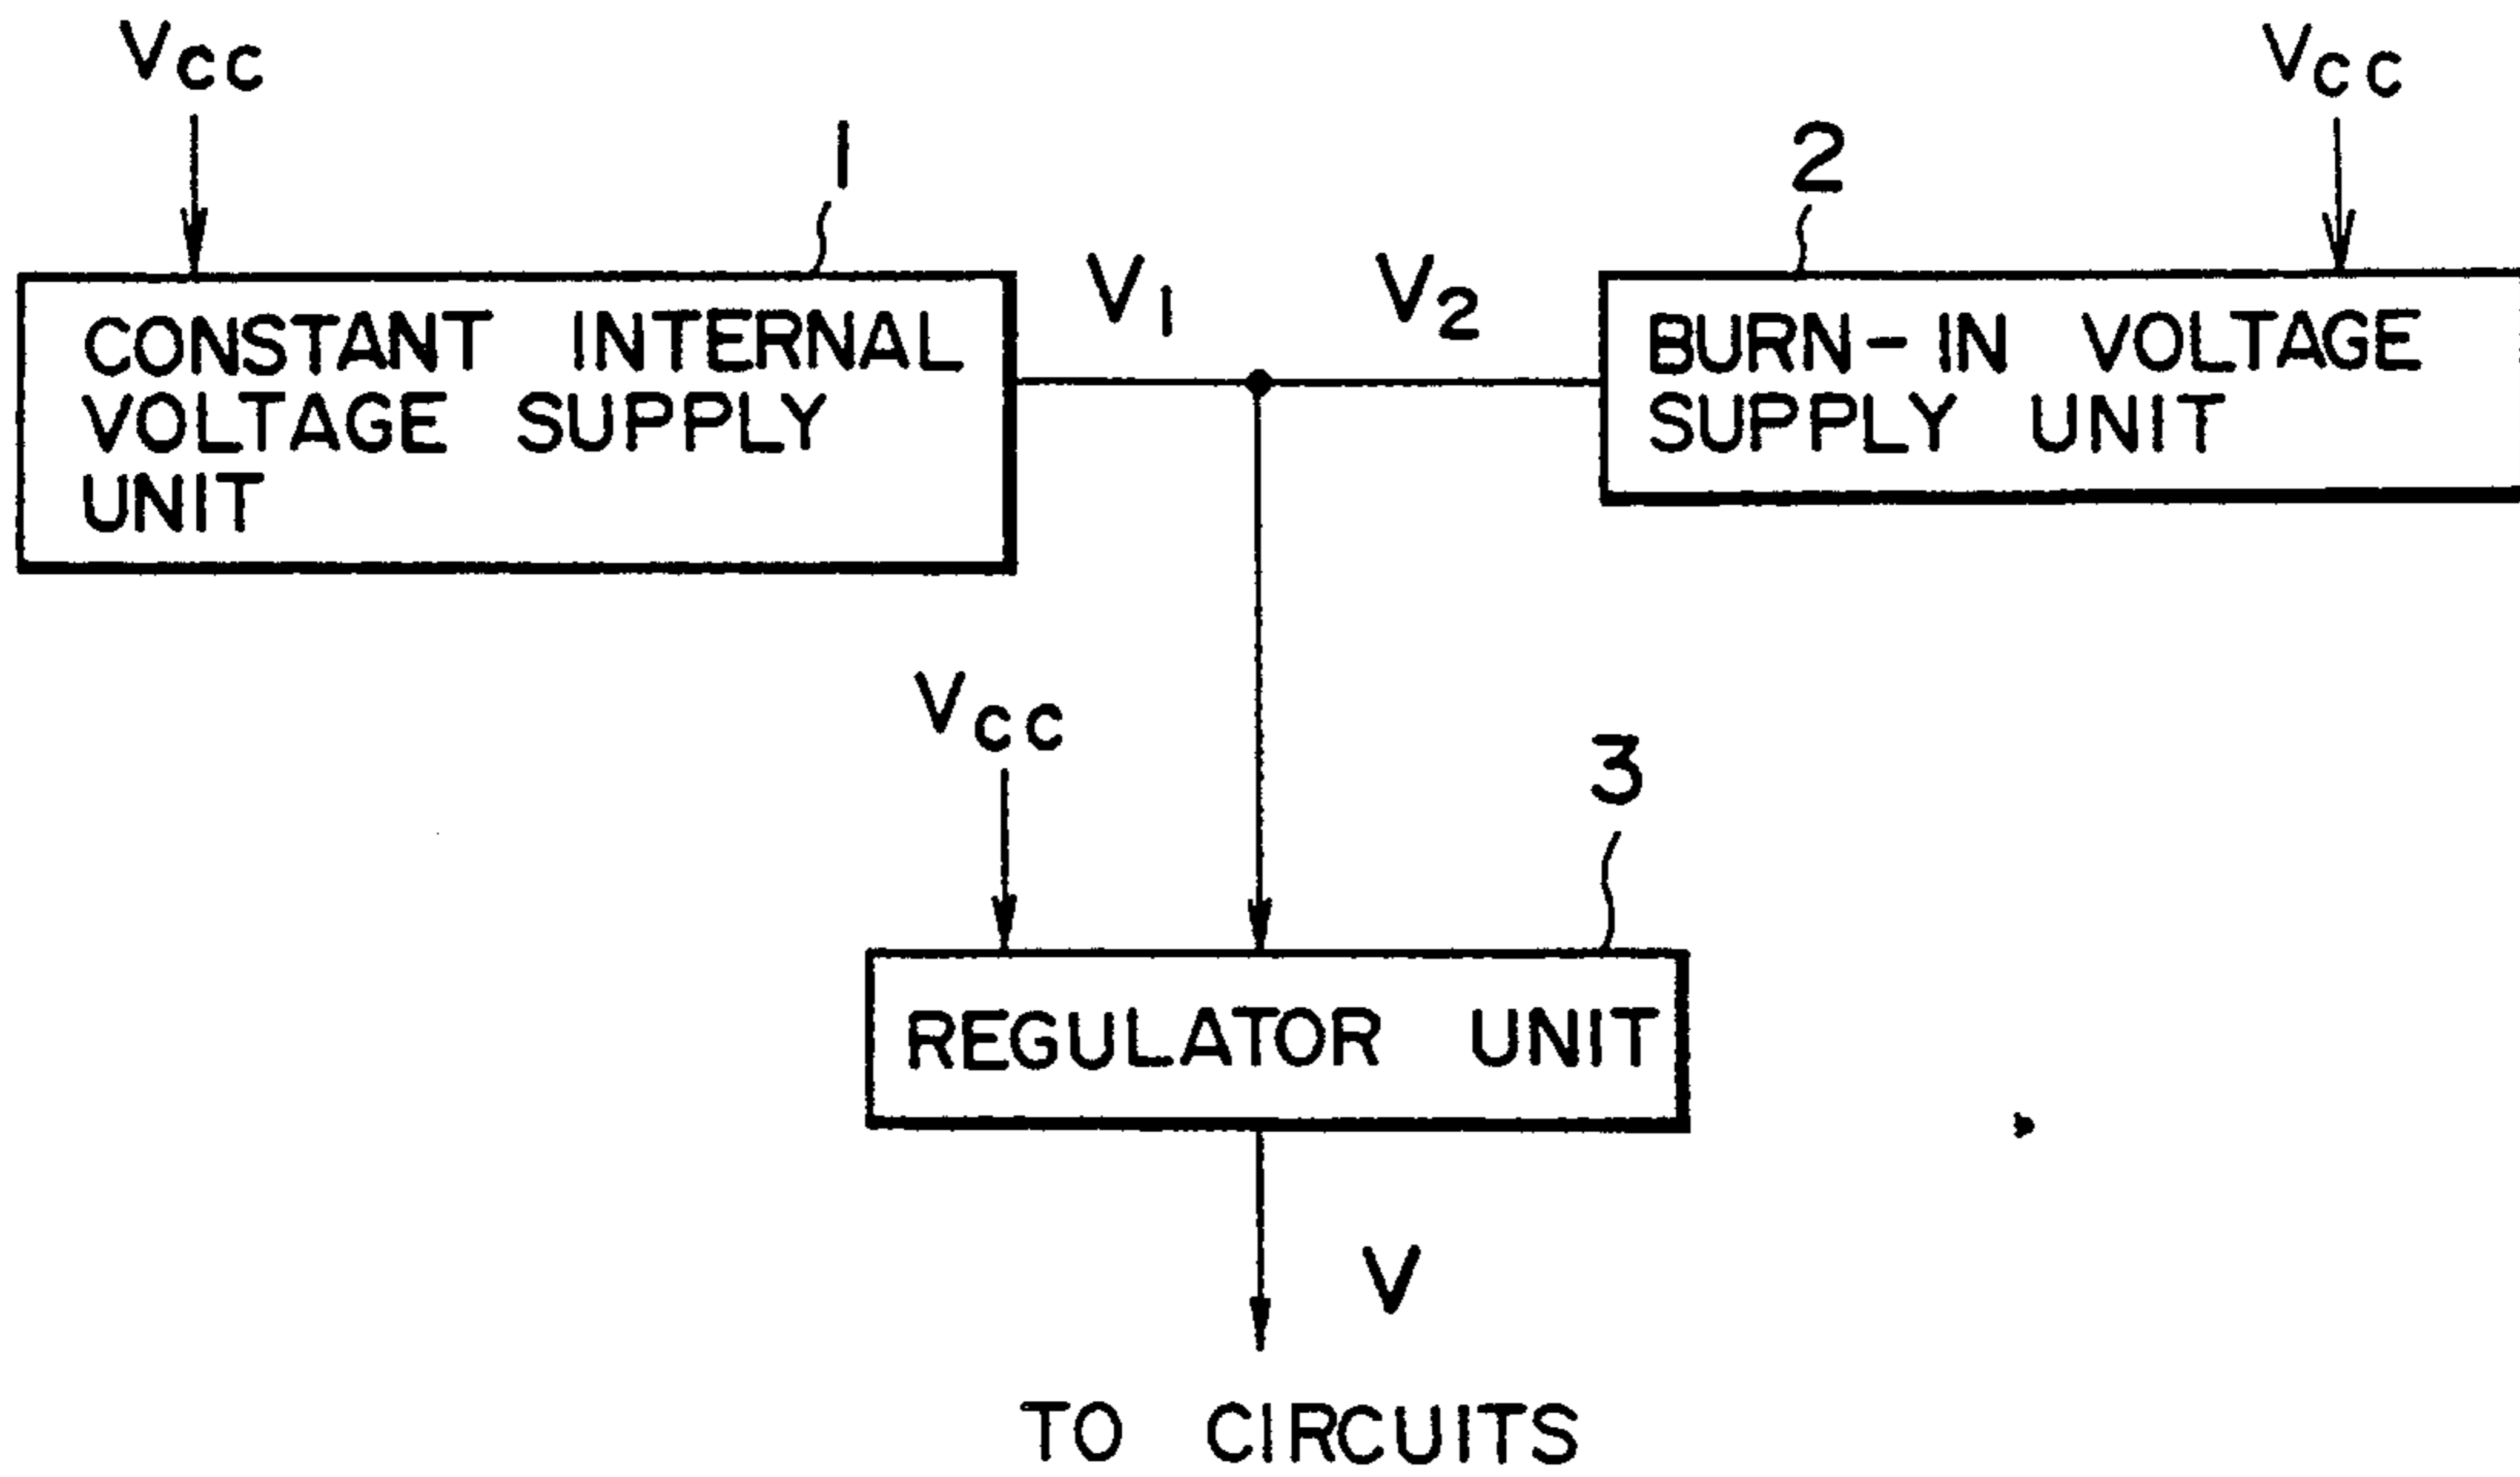 Vcc
Vcc
1
2
V1
V2
CONSTANT INTERNAL
VOLTAGE SUPPLY
UNIT
BURN-IN VOLTAGE
SUPPLY UNIT
Vcc
3
REGULATOR UNIT
V
TO CIRCUITS